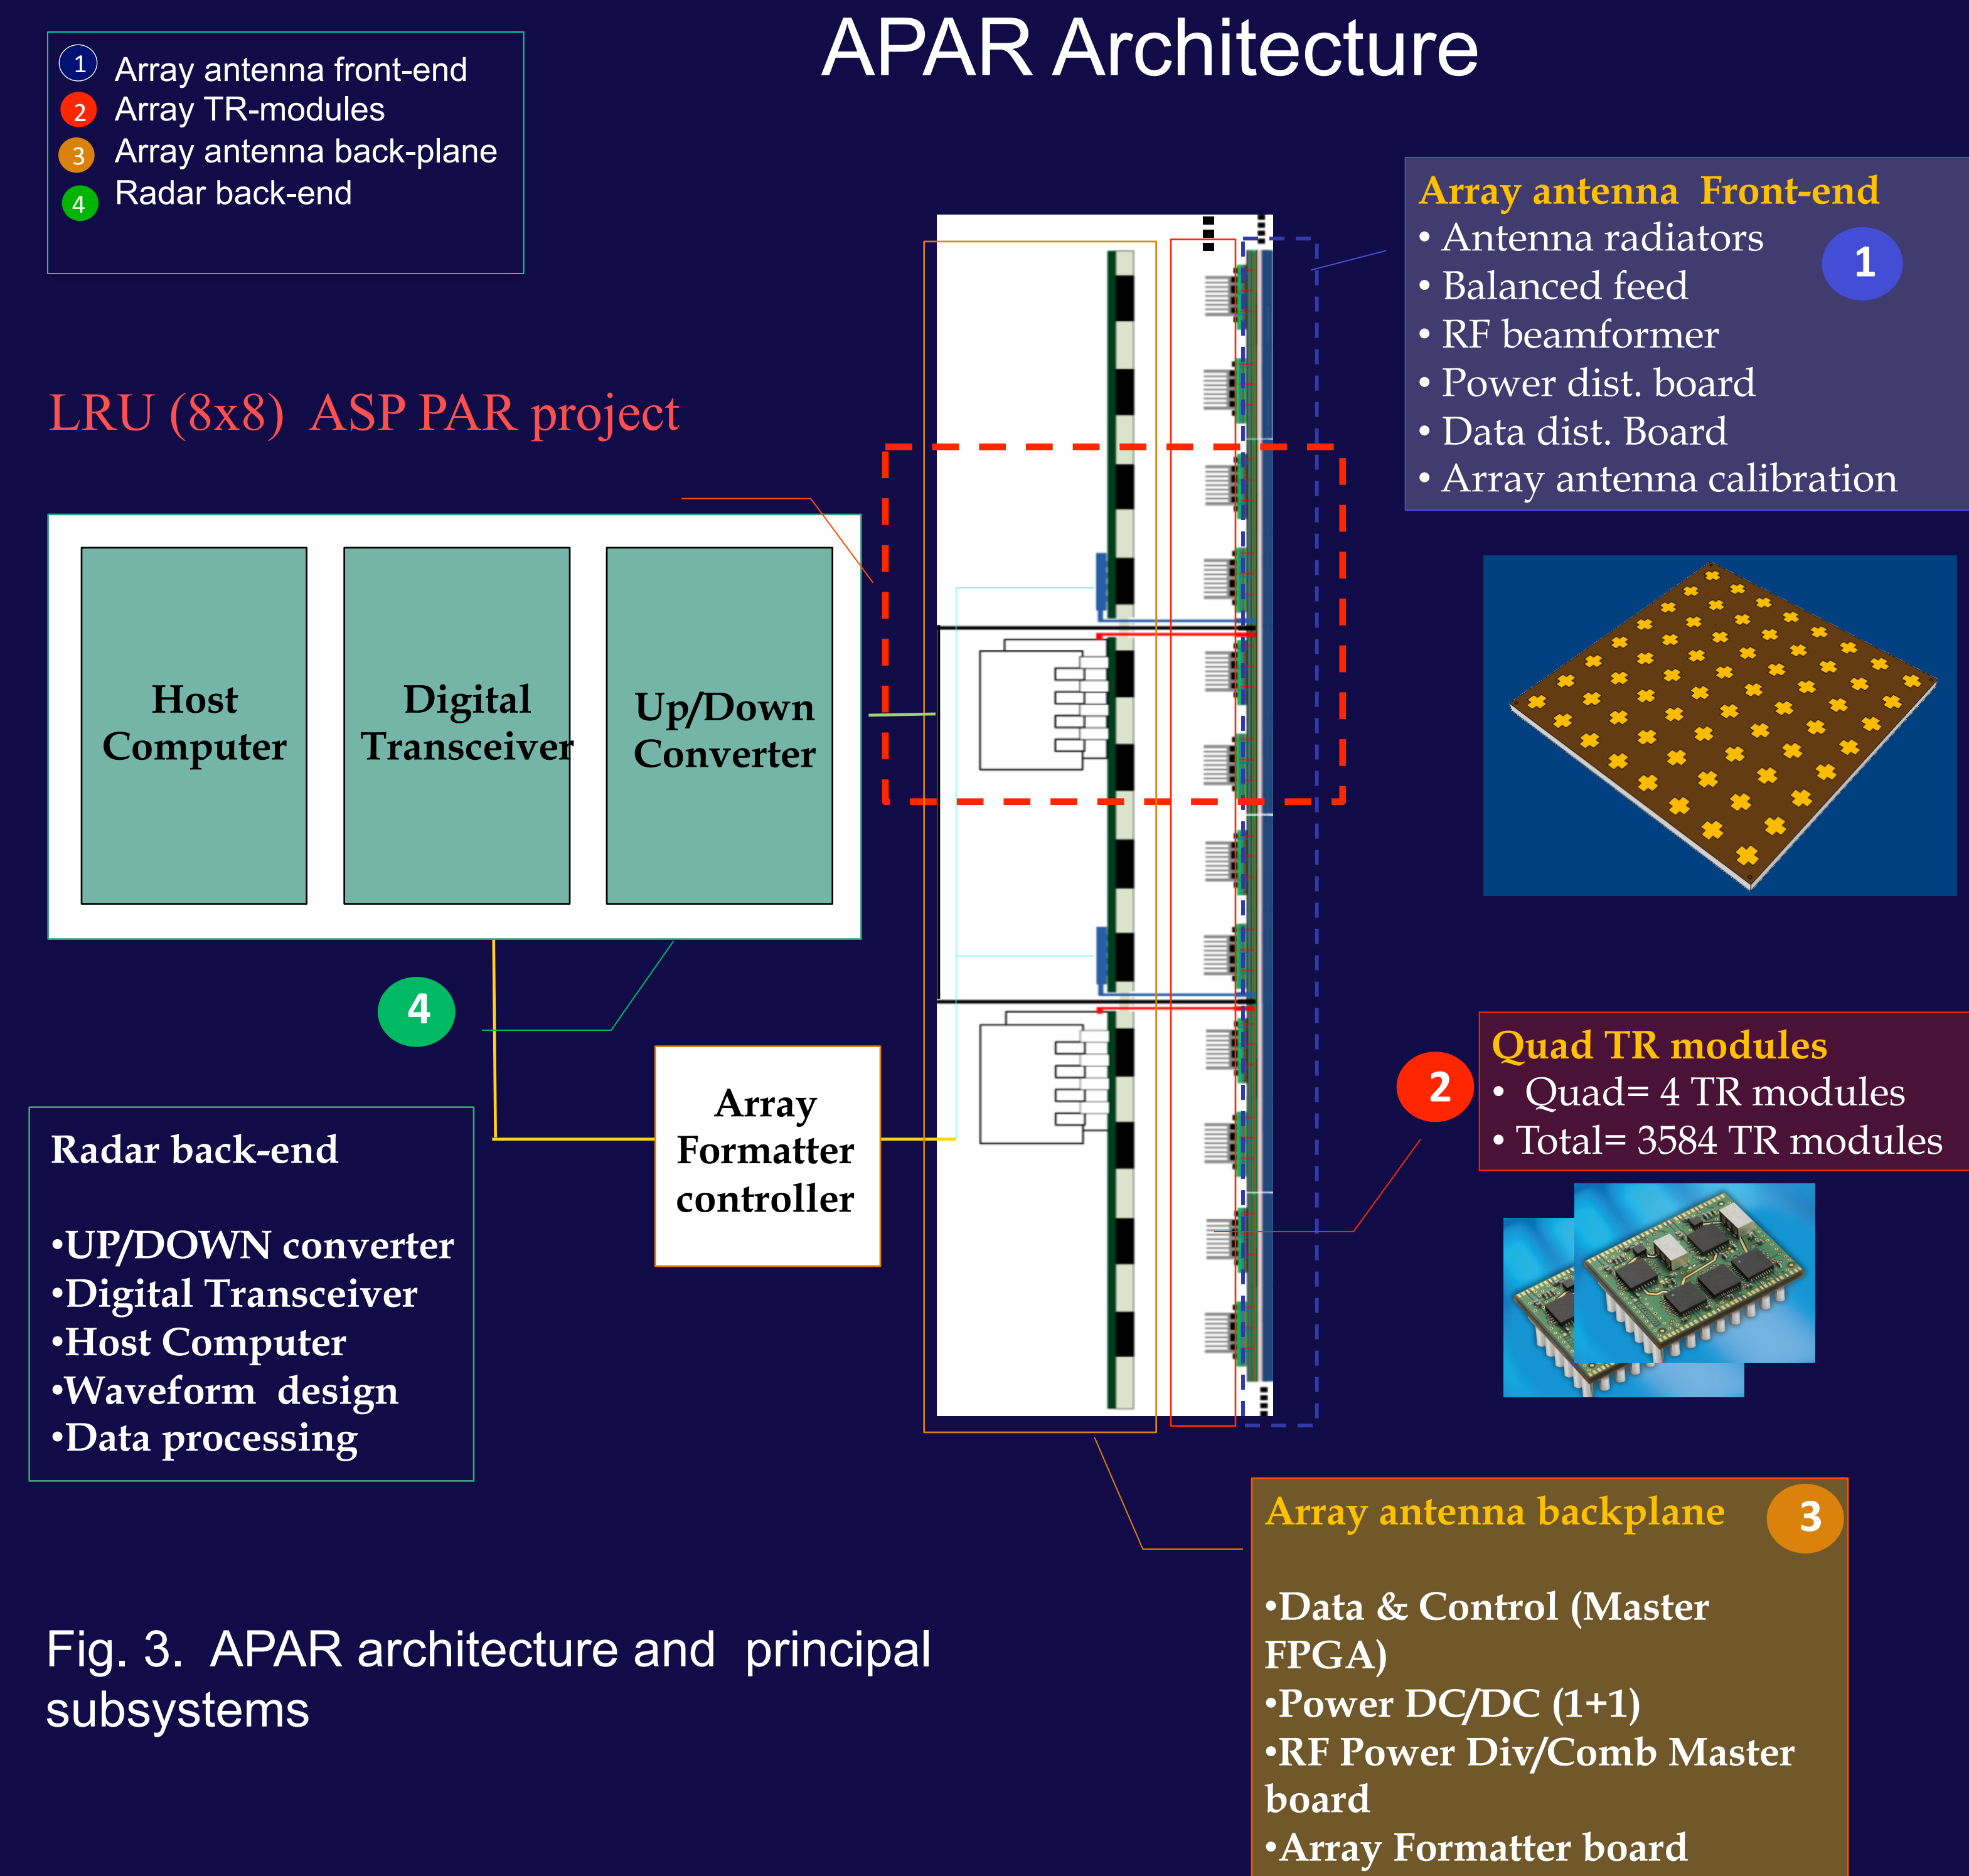 APAR Architecture
1 Array antenna front-end
2 Array TR-modules
3 Array antenna back-plane
4 Radar back-end
Array antenna Front-end
• Antenna radiators
1
• Balanced feed
• RF beamformer
• Power dist. board
• Data dist. Board
• Array antenna calibration
LRU (8x8) ASP PAR project
Host
Computer
Digital
Transceiver
Up/Down
Converter
4
Array
Formatter
controller
2
Quad TR modules
• Quad= 4 TR modules
• Total= 3584 TR modules
Radar back-end
•UP/DOWN converter
•Digital Transceiver
•Host Computer
•Waveform design
•Data processing
Array antenna backplane
3
•Data & Control (Master
FPGA)
•Power DC/DC (1+1)
•RF Power Div/Comb Master
board
•Array Formatter board
Fig. 3. APAR architecture and principal
subsystems